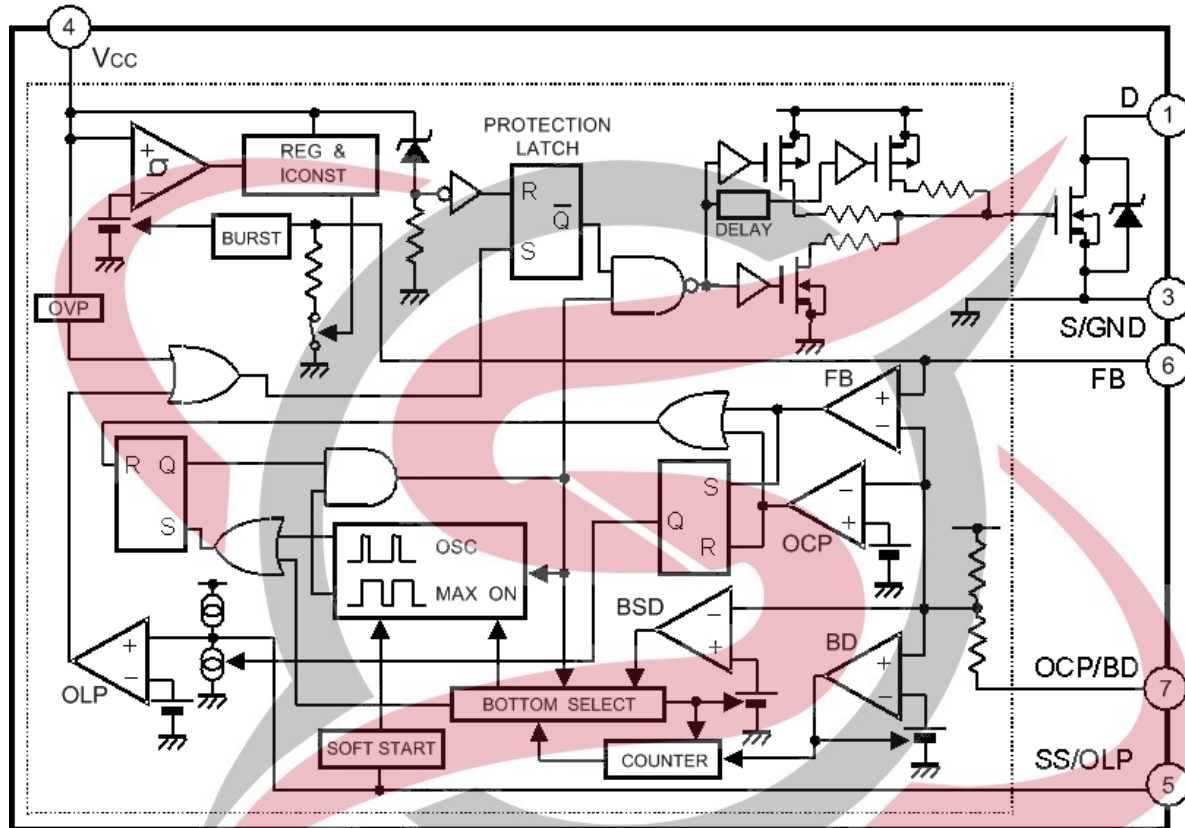 4
VCC
D
1
PROTECTION
LATCH
+
−
REG &
ICONST
R
Q
S
BURST
DELAY
OVP
3
S/GND
6
FB
FB
+
−
R Q
S
S
Q
R
−
+
OCP
OSC
MAX ON
BSD
−
+
BD
+
−
OLP
+
−
OCP/BD
7
BOTTOM SELECT
SOFT START
COUNTER
SS/OLP
5